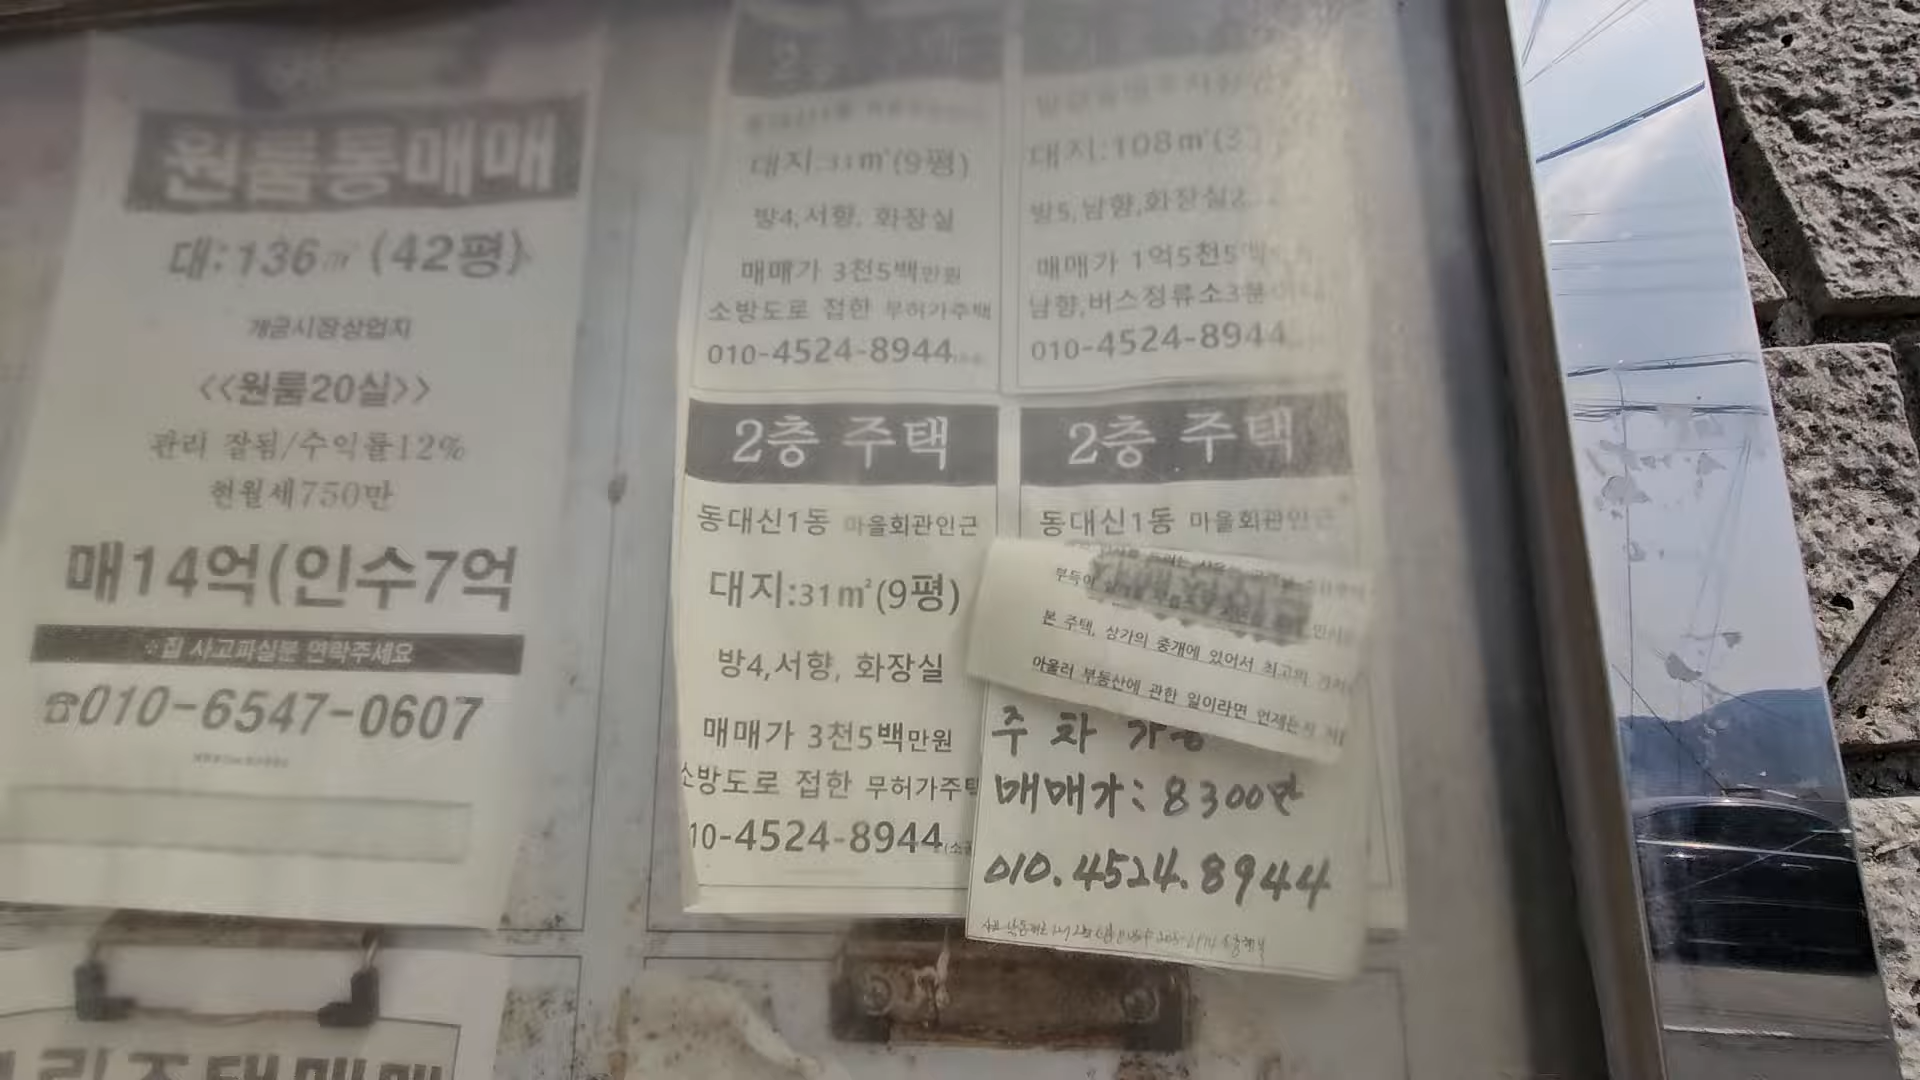 원룸통매매
대:136㎡ (42평)
개금시장상업지
<<원룸20실>>
관리 잘됨/수익률12%
현월세750만
매14억(인수7억
☆집 사고파실분 연락주세요
☎010-6547-0607
대지:31㎡(9평)
방4,서향, 화장실
매매가 3천5백만원
소방도로 접한 무허가주택
010-4524-8944
대지:108㎡(3
방5,남향,화장실2
매매가 1억5천5백
남향,버스정류소3분
010-4524-8944
2층 주택
동대신1동 마을회관인근
대지:31㎡(9평)
방4,서향, 화장실
매매가 3천5백만원
소방도로 접한 무허가주택
10-4524-8944
2층 주택
동대신1동 마을회관인근
부득이
본 주택, 상가의 중개에 있어서 최고의
아울러 부동산에 관한 일이라면 언제든지 저
주 차 가능
매매가: 8300만
010.4524.8944